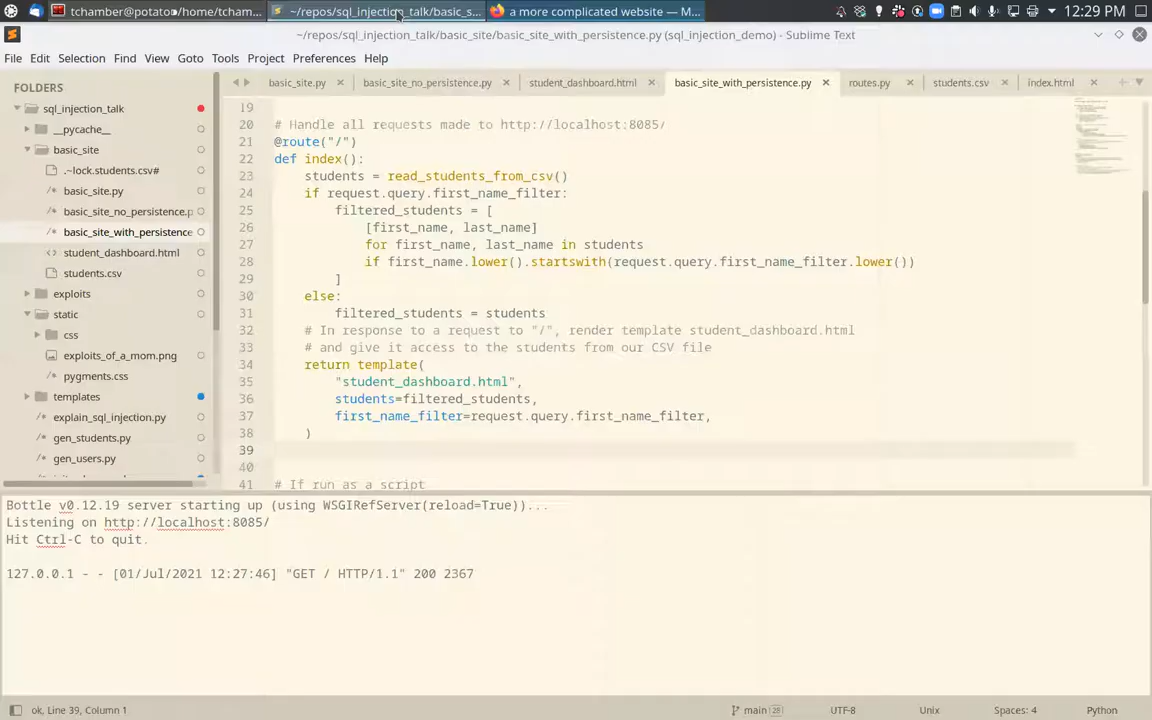 tchamber@potato:/home/tcham...
~/repos/sql_injection_talk/basic_s...
a more complicated website — M...
12:29 PM
~/repos/sql_injection_talk/basic_site/basic_site_with_persistence.py (sql_injection_demo) - Sublime Text
File Edit Selection Find View Goto Tools Project Preferences Help
FOLDERS
sql_injection_talk
__pycache__
basic_site
.~lock.students.csv#
basic_site.py
basic_site_no_persistence.p
basic_site_with_persistence
student_dashboard.html
students.csv
exploits
static
css
exploits_of_a_mom.png
pygments.css
templates
explain_sql_injection.py
gen_students.py
gen_users.py
basic_site.py basic_site_no_persistence.py student_dashboard.html basic_site_with_persistence.py routes.py students.csv index.html
19
20 # Handle all requests made to http://localhost:8085/
21 @route("/")
22 def index():
23 students = read_students_from_csv()
24 if request.query.first_name_filter:
25 filtered_students = [
26 [first_name, last_name]
27 for first_name, last_name in students
28 if first_name.lower().startswith(request.query.first_name_filter.lower())
29 ]
30 else:
31 filtered_students = students
32 # In response to a request to "/", render template student_dashboard.html
33 # and give it access to the students from our CSV file
34 return template(
35 "student_dashboard.html",
36 students=filtered_students,
37 first_name_filter=request.query.first_name_filter,
38 )
39
40
41 # If run as a script
Bottle v0.12.19 server starting up (using WSGIRefServer(reload=True))...
Listening on http://localhost:8085/
Hit Ctrl-C to quit.
127.0.0.1 - - [01/Jul/2021 12:27:46] "GET / HTTP/1.1" 200 2367
ok, Line 39, Column 1
main 28
UTF-8
Unix
Spaces: 4
Python